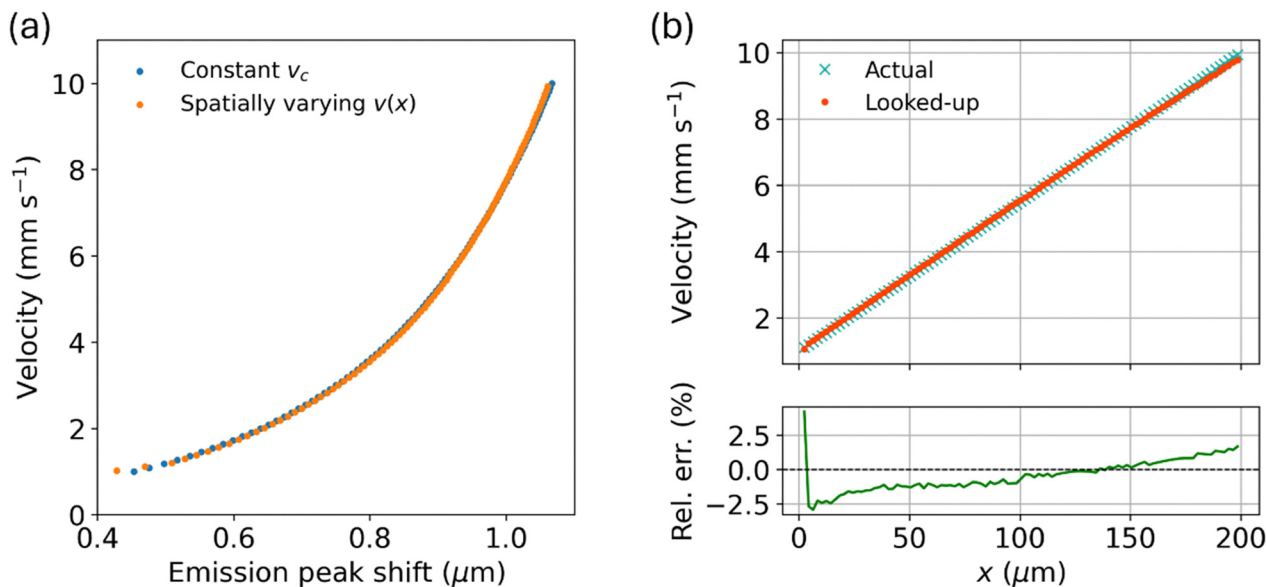 (a)
Constant v_c
Spatially varying v(x)
Velocity (mm s⁻¹)
10
8
6
4
2
0
0.4 0.6 0.8 1.0
Emission peak shift (μm)
(b)
Actual
Looked-up
Velocity (mm s⁻¹)
10
8
6
4
2
Rel. err. (%)
2.5
0.0
−2.5
0 50 100 150 200
x (μm)